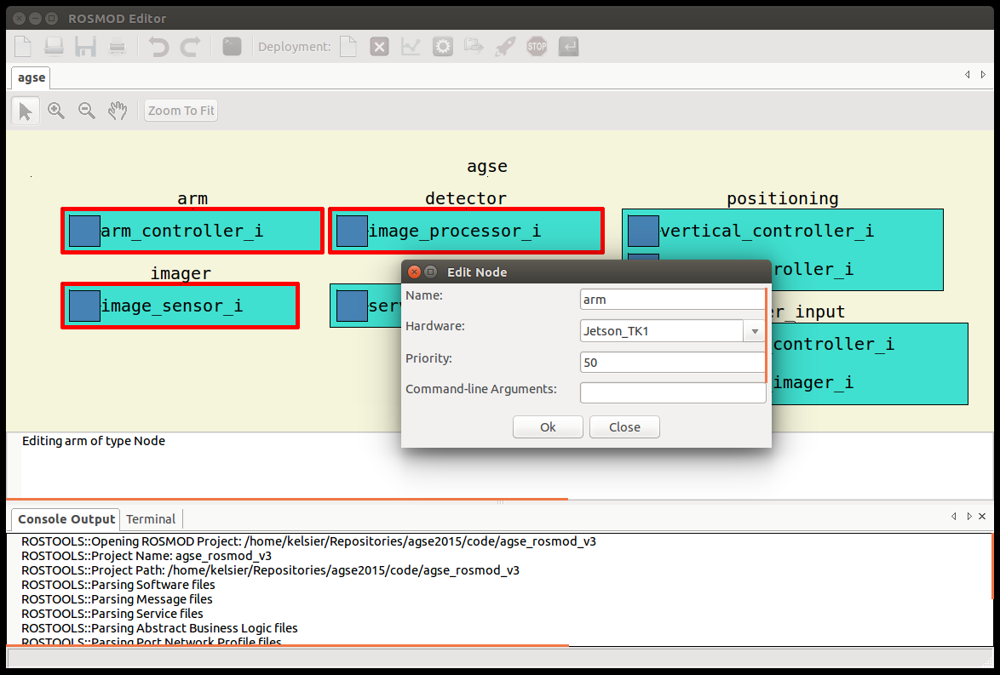 ROSMOD Editor
Deployment:
STOP
agse
Zoom To Fit
agse
arm
detector
positioning
arm_controller_i
image_processor_i
vertical_controller_i
roller_i
imager
image_sensor_i
ser
er_input
controller_i
imager_i
Edit Node
Name:
arm
Hardware:
Jetson_TK1
Priority:
50
Command-line Arguments:
Ok
Close
Editing arm of type Node
Console Output
Terminal
ROSTOOLS::Opening ROSMOD Project: /home/kelsier/Repositories/agse2015/code/agse_rosmod_v3
ROSTOOLS::Project Name: agse_rosmod_v3
ROSTOOLS::Project Path: /home/kelsier/Repositories/agse2015/code/agse_rosmod_v3
ROSTOOLS::Parsing Software files
ROSTOOLS::Parsing Message files
ROSTOOLS::Parsing Service files
ROSTOOLS::Parsing Abstract Business Logic files
ROSTOOLS::Parsing Port Network Profile files